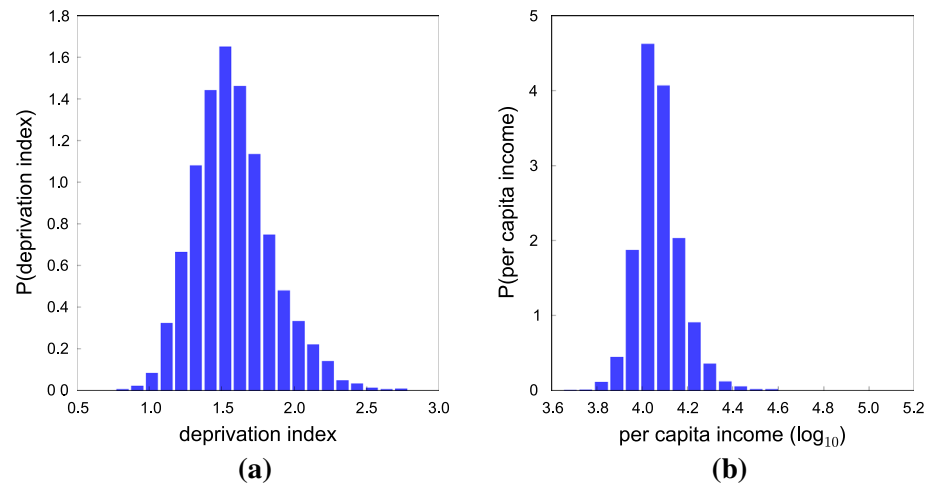 1.8
1.6
1.4
1.2
1.0
0.8
0.6
0.4
0.2
0.0
P(deprivation index)
0.5 1.0 1.5 2.0 2.5 3.0
deprivation index
(a)
5
4
3
2
1
0
P(per capita income)
3.6 3.8 4.0 4.2 4.4 4.6 4.8 5.0 5.2
per capita income (log₁₀)
(b)